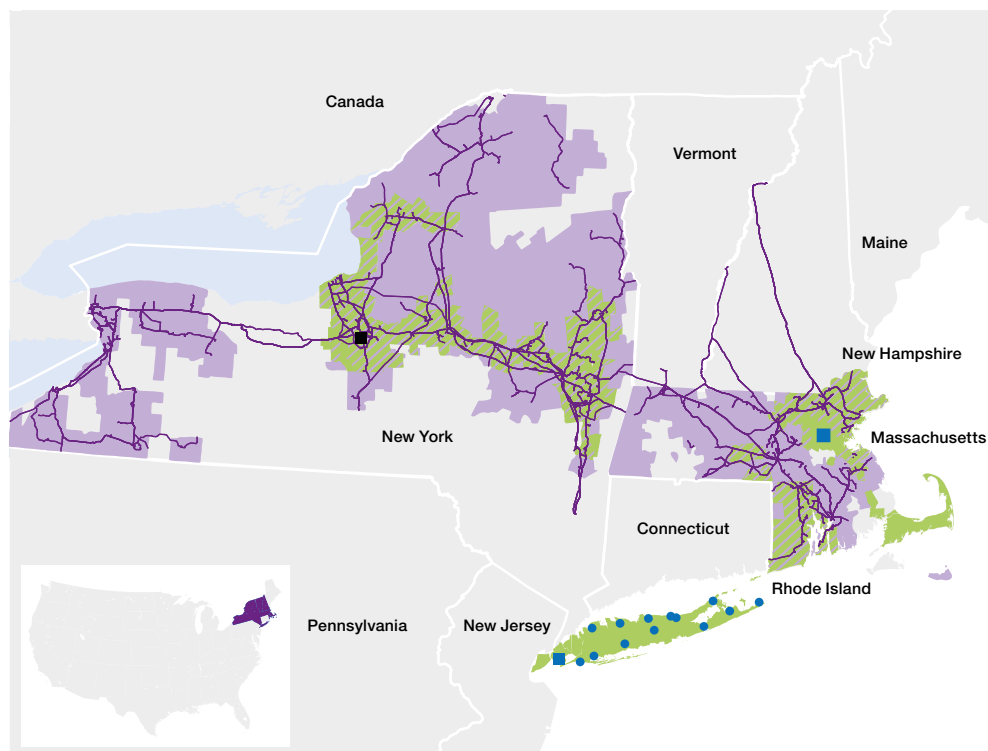 Canada
Vermont
Maine
New Hampshire
New York
Massachusetts
Connecticut
Rhode Island
Pennsylvania
New Jersey